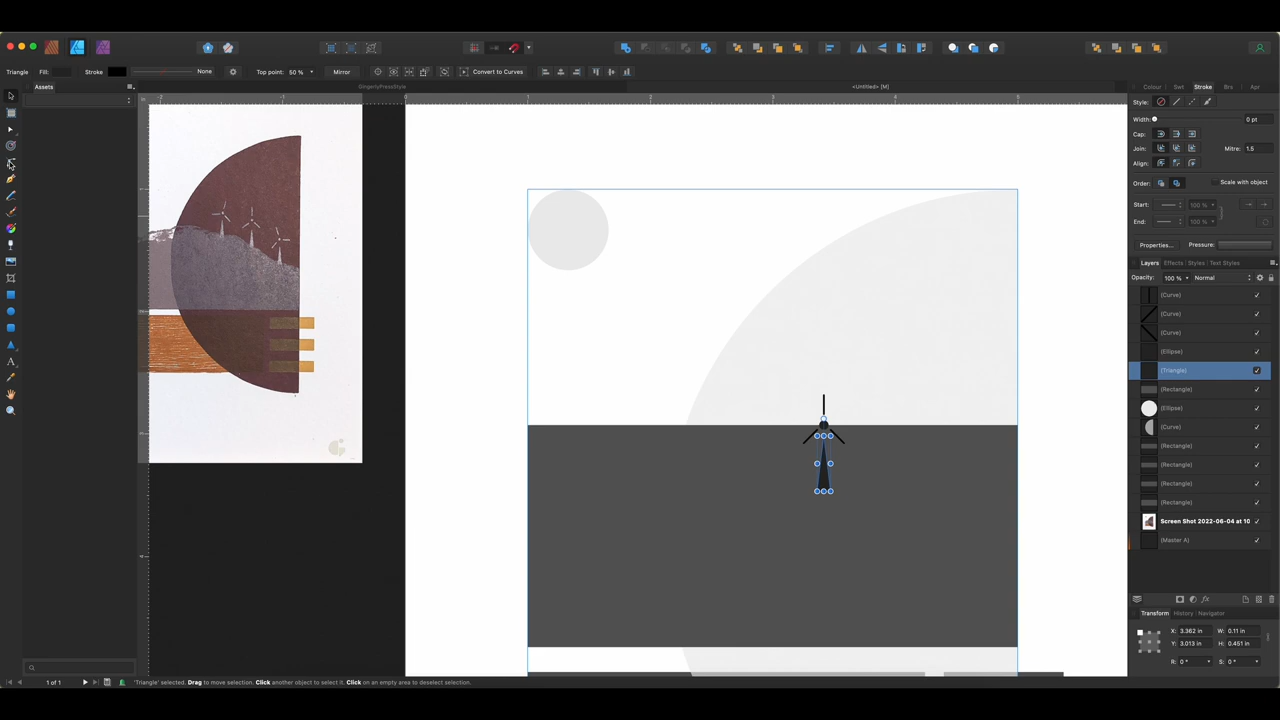 Triangle Fill: Stroke None Top point: 50 % Mirror Convert to Curves
Assets
GingerlyPressStyle
<Untitled> [M]
Colour Swt Stroke Brs Apr
Style:
Width: 0 pt
Cap:
Join: Mitre: 1.5
Align:
Order: Scale with object
Start: 100 %
End: 100 %
Properties... Pressure:
Layers Effects Styles Text Styles
Opacity: 100 % Normal
(Curve)
(Curve)
(Curve)
(Ellipse)
(Triangle)
(Rectangle)
(Ellipse)
(Curve)
(Rectangle)
(Rectangle)
(Rectangle)
(Rectangle)
Screen Shot 2022-06-04 at 10
(Master A)
Transform History Navigator
X: 3.362 in W: 0.11 in
Y: 3.013 in H: 0.451 in
R: 0 ° S: 0 °
1 of 1 'Triangle' selected. Drag to move selection. Click another object to select it. Click on an empty area to deselect selection.